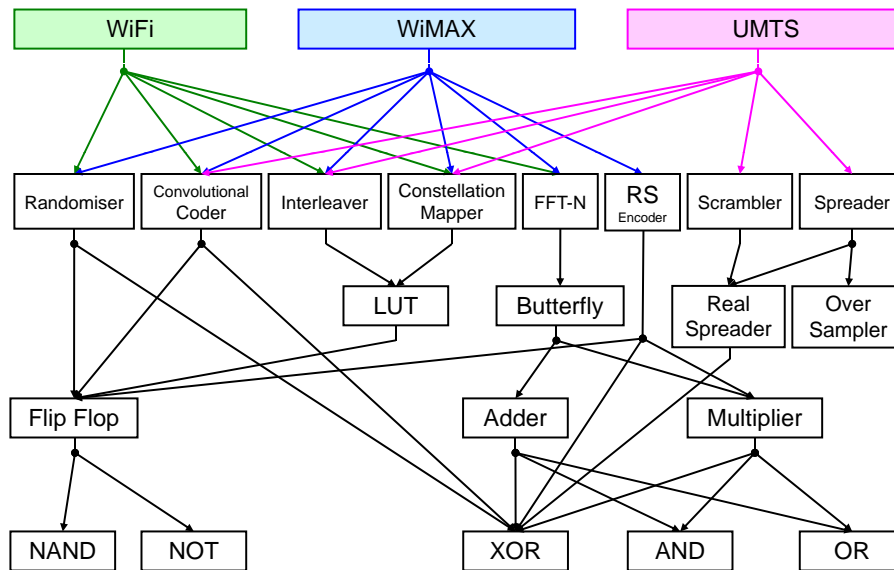 WiFi
WiMAX
UMTS
Randomiser
Convolutional
Coder
Interleaver
Constellation
Mapper
FFT-N
RS
Encoder
Scrambler
Spreader
LUT
Butterfly
Real
Spreader
Over
Sampler
Flip Flop
Adder
Multiplier
NAND
NOT
XOR
AND
OR